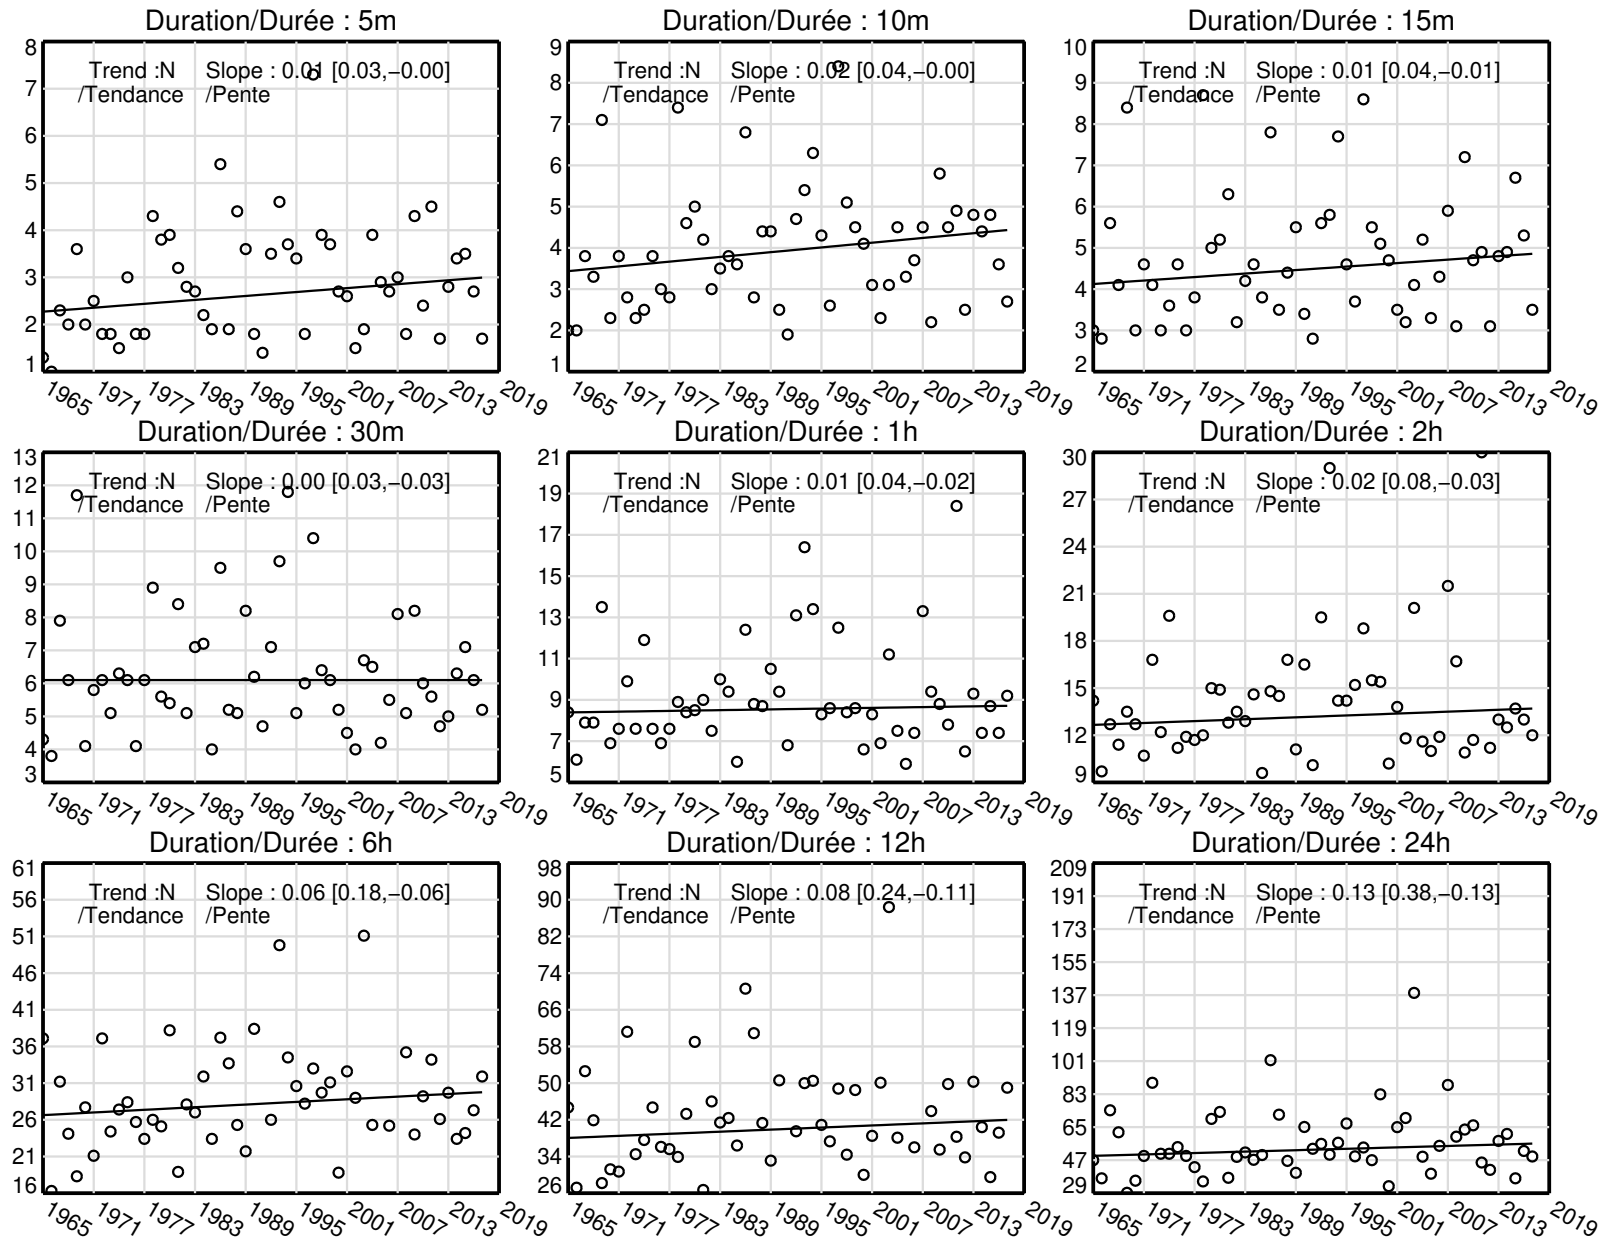 Duration/Durée : 5m
Trend :N Slope : 0.01 [0.03,−0.00]
/Tendance /Pente
8
7
6
5
4
3
2
1
1965 1971 1977 1983 1989 1995 2001 2007 2013 2019
Duration/Durée : 10m
Trend :N Slope : 0.02 [0.04,−0.00]
/Tendance /Pente
9
8
7
6
5
4
3
2
1
1965 1971 1977 1983 1989 1995 2001 2007 2013 2019
Duration/Durée : 15m
Trend :N Slope : 0.01 [0.04,−0.01]
/Tendance /Pente
10
9
8
7
6
5
4
3
2
1965 1971 1977 1983 1989 1995 2001 2007 2013 2019
Duration/Durée : 30m
Trend :N Slope : 0.00 [0.03,−0.03]
/Tendance /Pente
13
12
11
10
9
8
7
6
5
4
3
1965 1971 1977 1983 1989 1995 2001 2007 2013 2019
Duration/Durée : 1h
Trend :N Slope : 0.01 [0.04,−0.02]
/Tendance /Pente
21
19
17
15
13
11
9
7
5
1965 1971 1977 1983 1989 1995 2001 2007 2013 2019
Duration/Durée : 2h
Trend :N Slope : 0.02 [0.08,−0.03]
/Tendance /Pente
30
27
24
21
18
15
12
9
1965 1971 1977 1983 1989 1995 2001 2007 2013 2019
Duration/Durée : 6h
Trend :N Slope : 0.06 [0.18,−0.06]
/Tendance /Pente
61
56
51
46
41
36
31
26
21
16
1965 1971 1977 1983 1989 1995 2001 2007 2013 2019
Duration/Durée : 12h
Trend :N Slope : 0.08 [0.24,−0.11]
/Tendance /Pente
98
90
82
74
66
58
50
42
34
26
1965 1971 1977 1983 1989 1995 2001 2007 2013 2019
Duration/Durée : 24h
Trend :N Slope : 0.13 [0.38,−0.13]
/Tendance /Pente
209
191
173
155
137
119
101
83
65
47
29
1965 1971 1977 1983 1989 1995 2001 2007 2013 2019